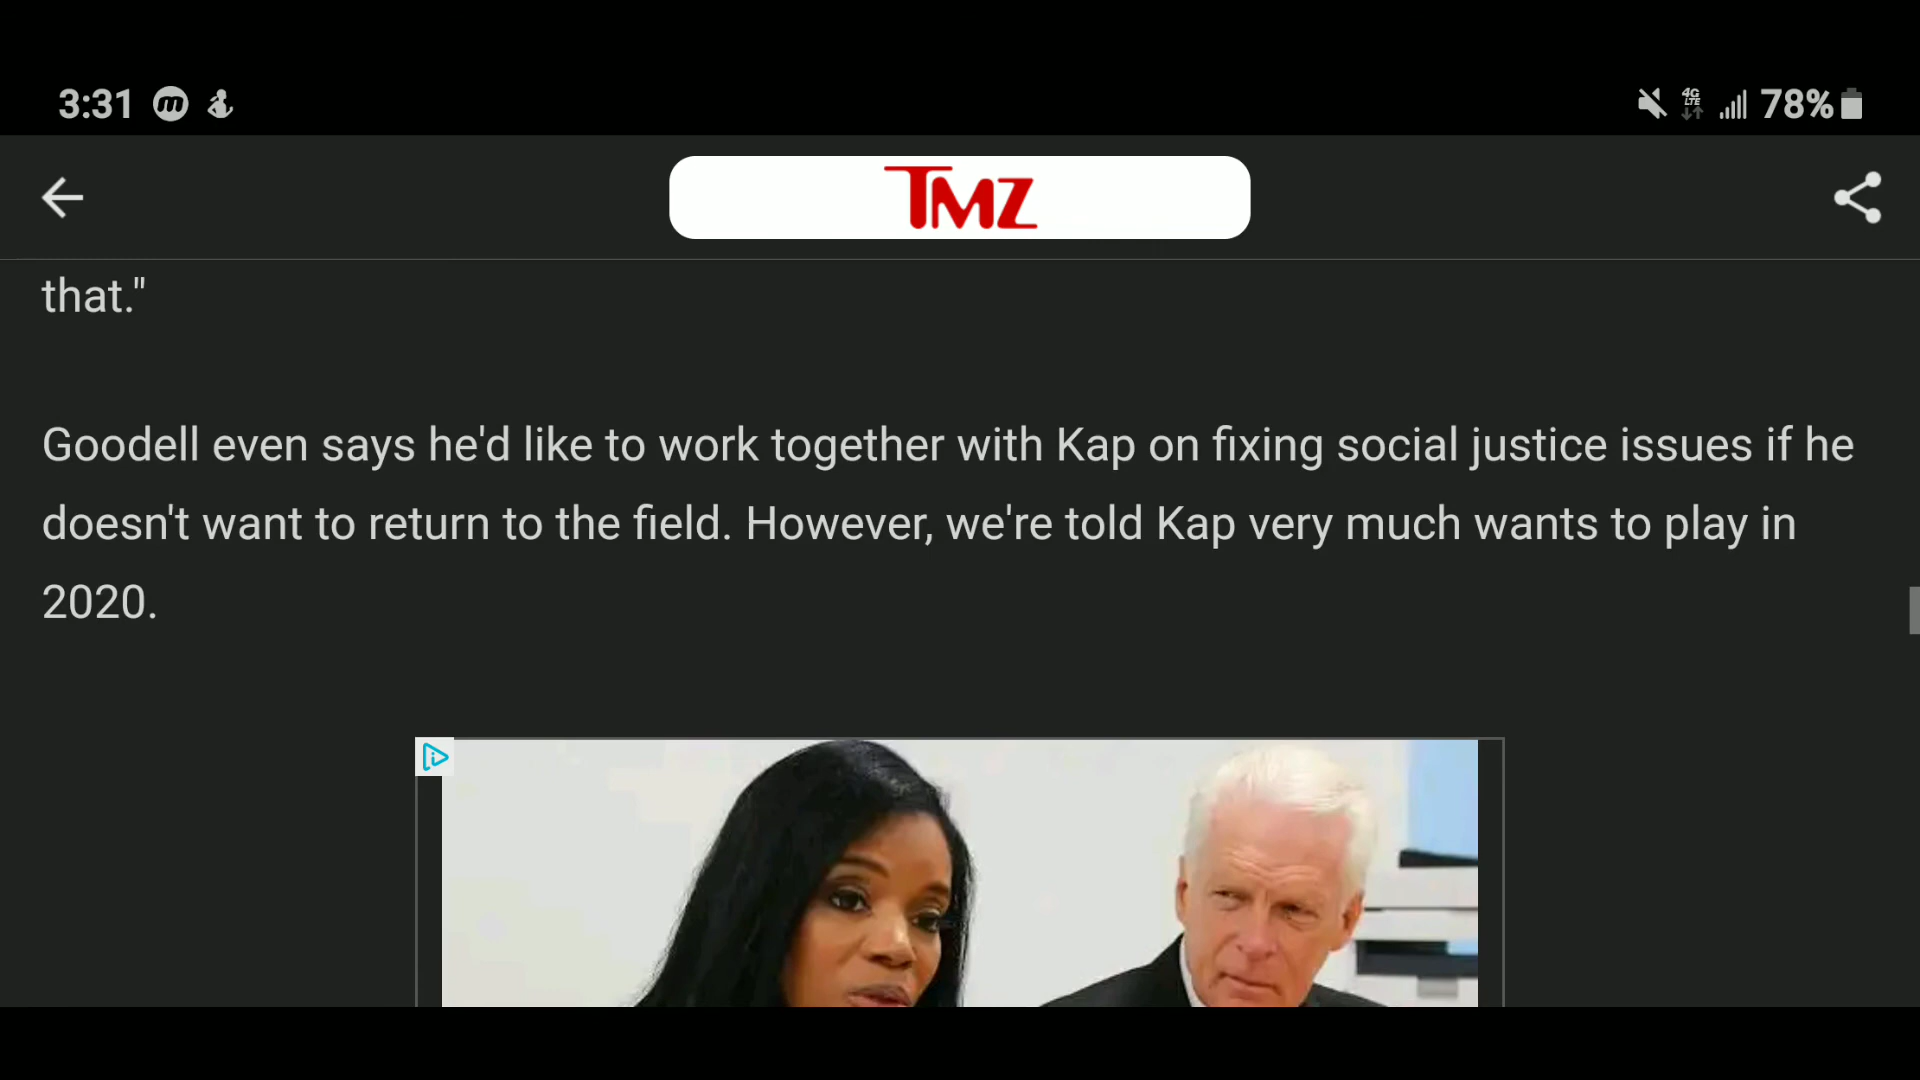 3:31
4G LTE 78%
TMZ
that."
Goodell even says he'd like to work together with Kap on fixing social justice issues if he
doesn't want to return to the field. However, we're told Kap very much wants to play in
2020.